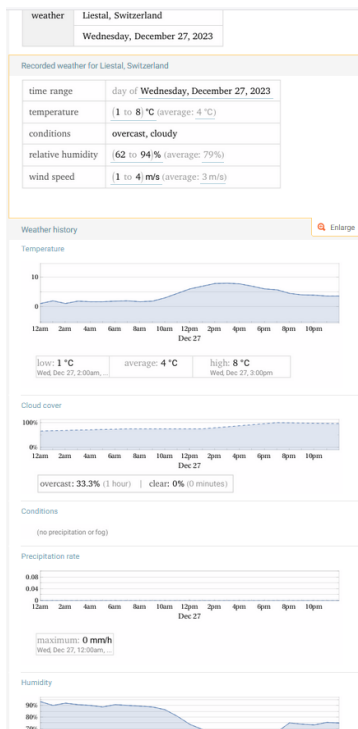 weather Liestal, Switzerland
Wednesday, December 27, 2023
Recorded weather for Liestal, Switzerland
time range day of Wednesday, December 27, 2023
temperature (1 to 8) °C (average: 4 °C)
conditions overcast, cloudy
relative humidity (62 to 94)% (average: 79%)
wind speed (1 to 4) m/s (average: 3 m/s)
Weather history Enlarge
Temperature
10
0
12am 2am 4am 6am 8am 10am 12pm 2pm 4pm 6pm 8pm 10pm
Dec 27
low: 1 °C average: 4 °C high: 8 °C
Wed, Dec 27, 2:00am, ... Wed, Dec 27, 3:00pm
Cloud cover
100%
0%
12am 2am 4am 6am 8am 10am 12pm 2pm 4pm 6pm 8pm 10pm
Dec 27
overcast: 33.3% (1 hour) | clear: 0% (0 minutes)
Conditions
(no precipitation or fog)
Precipitation rate
0.08
0.04
0
12am 2am 4am 6am 8am 10am 12pm 2pm 4pm 6pm 8pm 10pm
Dec 27
maximum: 0 mm/h
Wed, Dec 27, 12:00am, ...
Humidity
90%
80%
70%